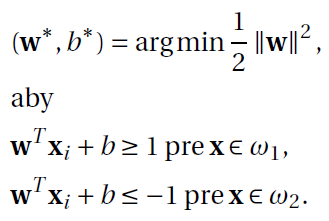 (w*, b*) = arg min 1/2 ‖w‖²,
aby
wᵀxᵢ + b ≥ 1 pre x ∈ ω₁,
wᵀxᵢ + b ≤ −1 pre x ∈ ω₂.